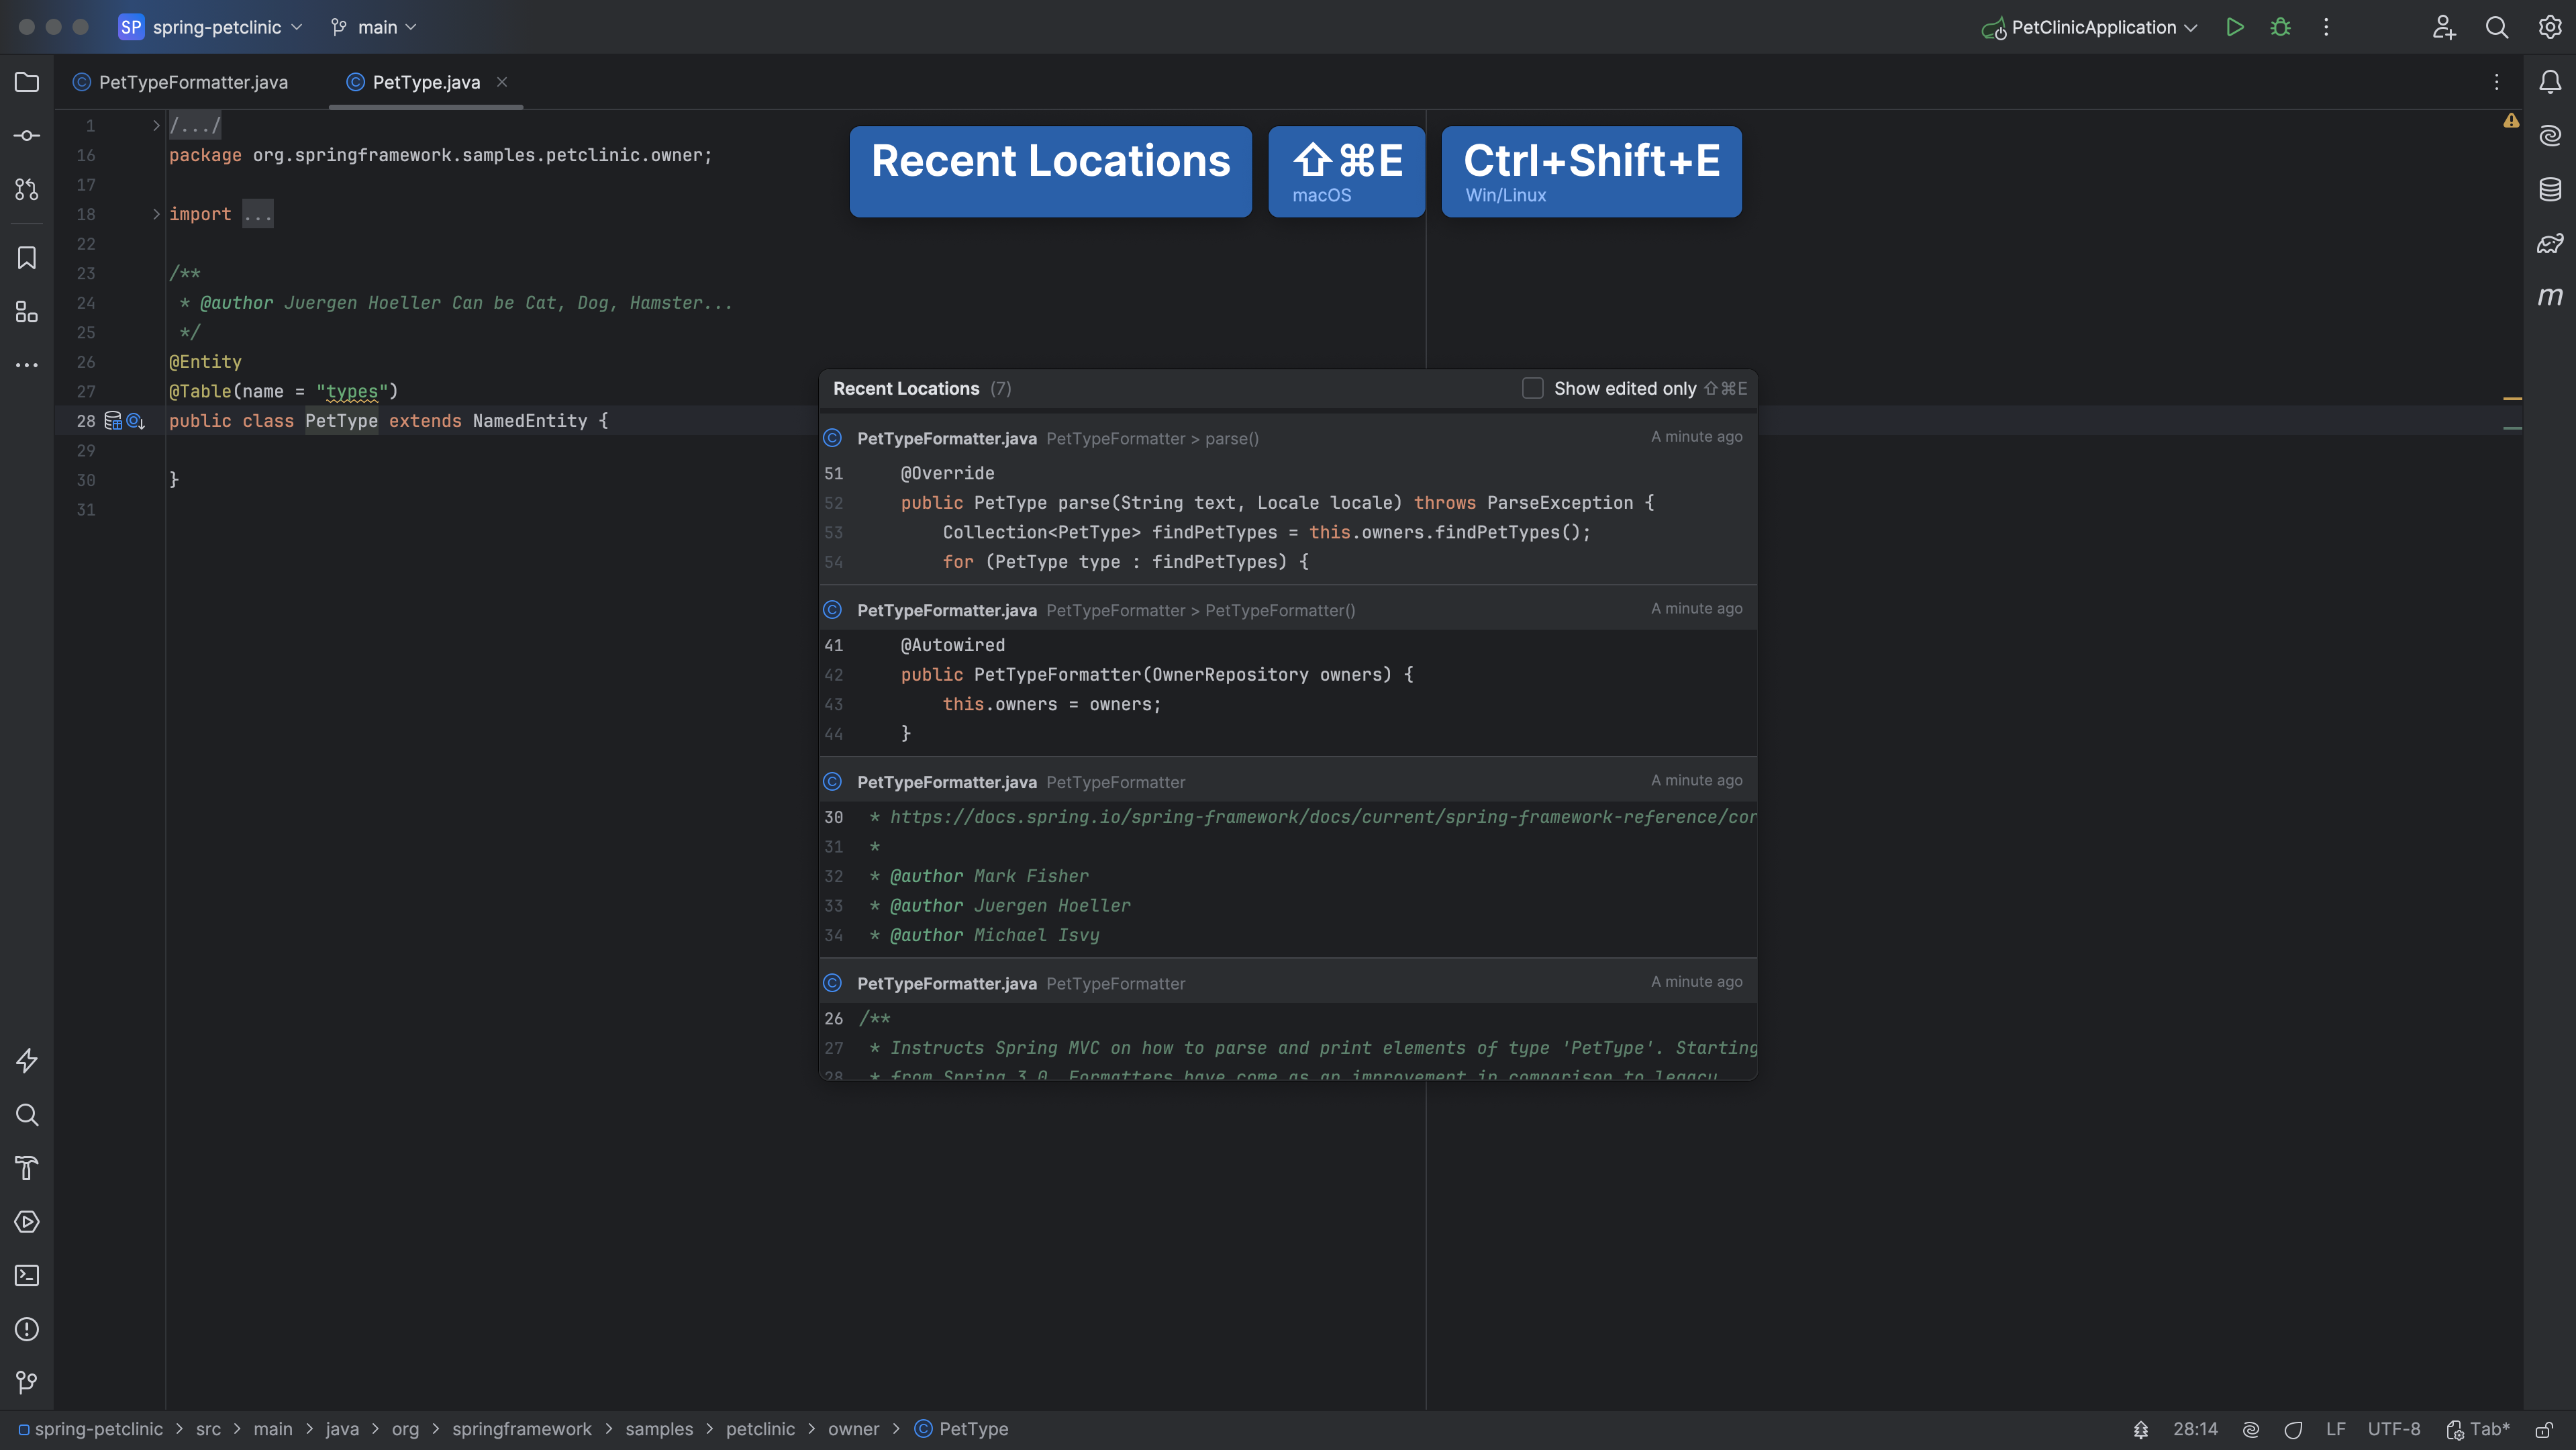 SP spring-petclinic main PetClinicApplication
PetTypeFormatter.java PetType.java
1 /.../
16 package org.springframework.samples.petclinic.owner;
17
18 import ...
22
23 /**
24 * @author Juergen Hoeller Can be Cat, Dog, Hamster...
25 */
26 @Entity
27 @Table(name = "types")
28 public class PetType extends NamedEntity {
29
30 }
31
Recent Locations ⇧⌘E Ctrl+Shift+E
macOS Win/Linux
Recent Locations (7) Show edited only ⇧⌘E
PetTypeFormatter.java PetTypeFormatter > parse() A minute ago
51 @Override
52 public PetType parse(String text, Locale locale) throws ParseException {
53 Collection<PetType> findPetTypes = this.owners.findPetTypes();
54 for (PetType type : findPetTypes) {
PetTypeFormatter.java PetTypeFormatter > PetTypeFormatter() A minute ago
41 @Autowired
42 public PetTypeFormatter(OwnerRepository owners) {
43 this.owners = owners;
44 }
PetTypeFormatter.java PetTypeFormatter A minute ago
30 * https://docs.spring.io/spring-framework/docs/current/spring-framework-reference/cor
31 *
32 * @author Mark Fisher
33 * @author Juergen Hoeller
34 * @author Michael Isvy
PetTypeFormatter.java PetTypeFormatter A minute ago
26 /**
27 * Instructs Spring MVC on how to parse and print elements of type 'PetType'. Starting
28 * from Spring 3.0, Formatters have come as an improvement in comparison to legacy
spring-petclinic > src > main > java > org > springframework > samples > petclinic > owner > PetType 28:14 LF UTF-8 Tab*